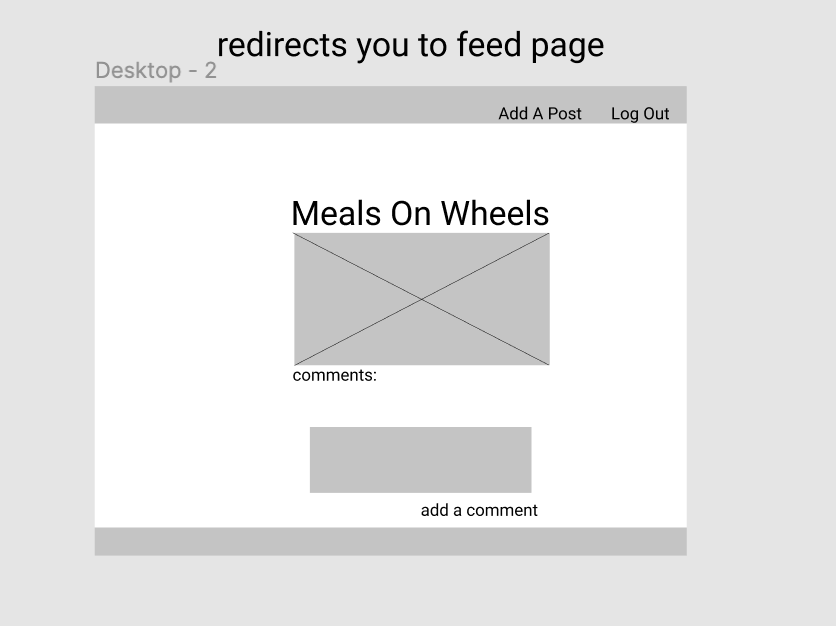 redirects you to feed page
Desktop - 2
Add A Post Log Out
Meals On Wheels
comments:
add a comment